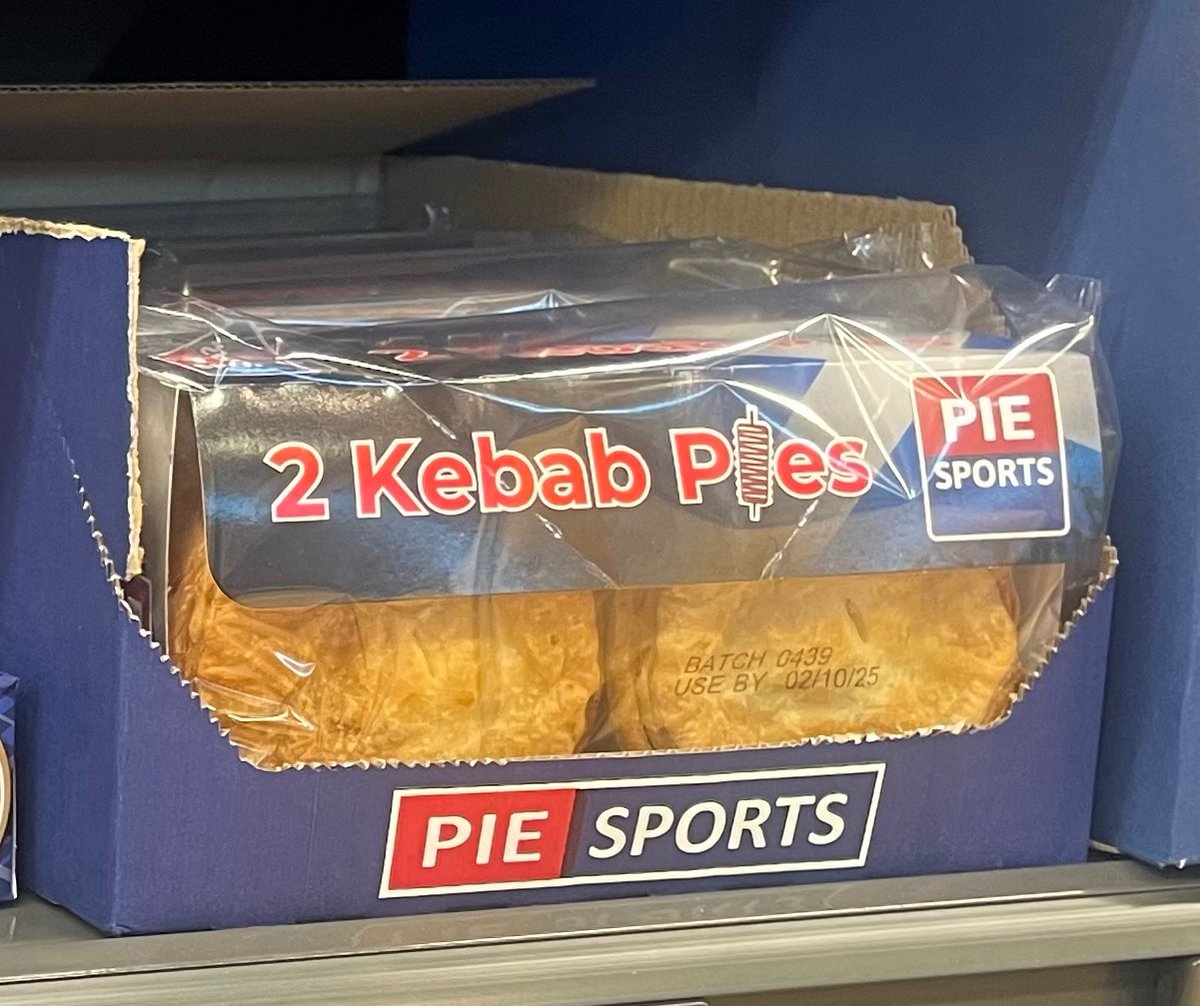 2 Kebab Pies
PIE
SPORTS
BATCH 0439
USE BY 02/10/25
PIE SPORTS